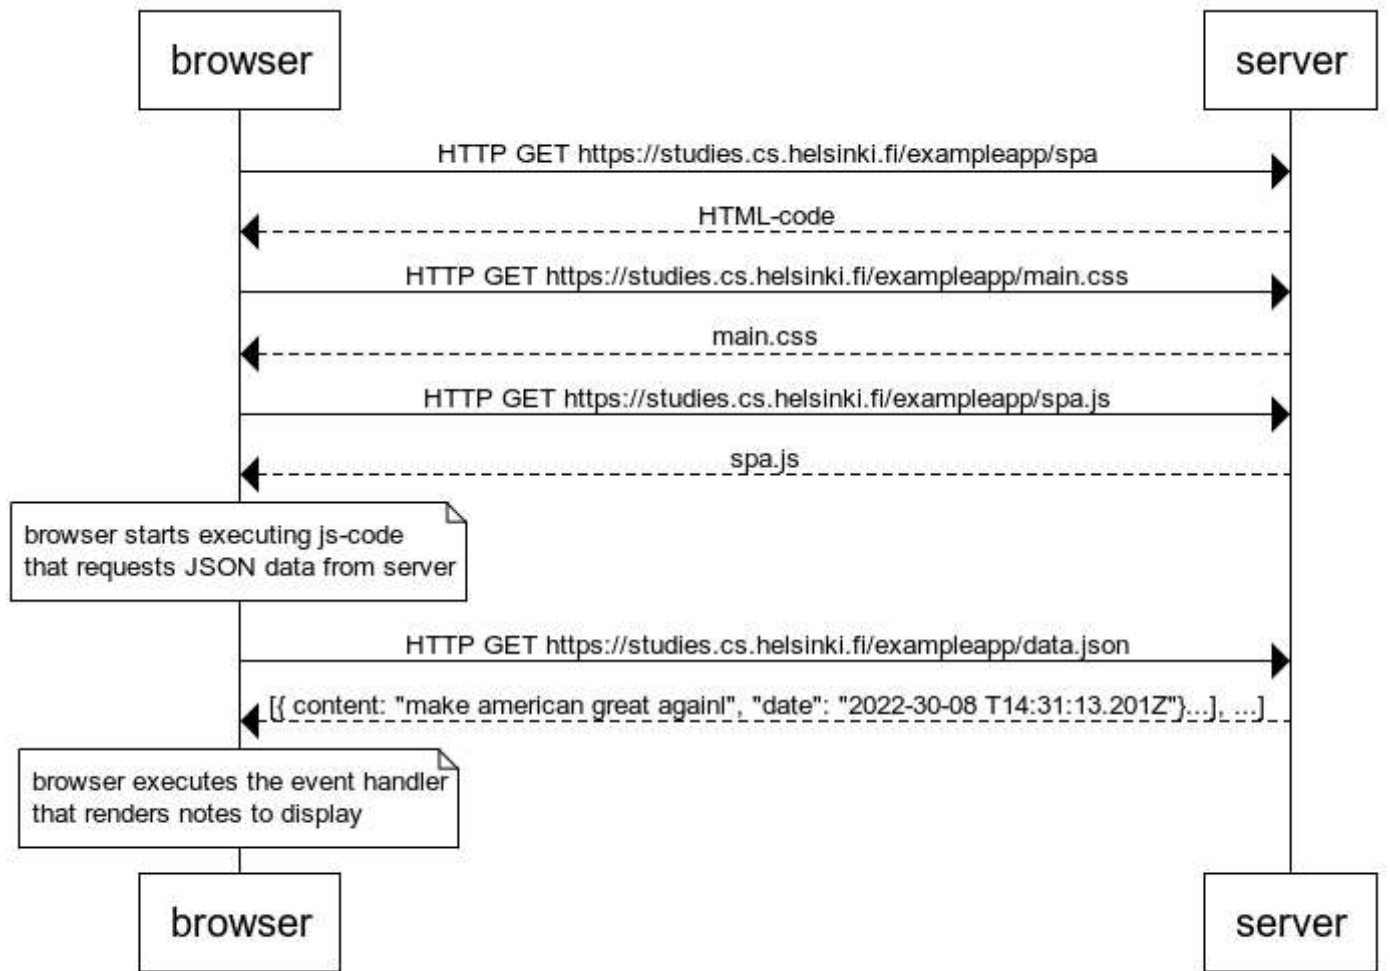 browser
server
HTTP GET https://studies.cs.helsinki.fi/exampleapp/spa
HTML-code
HTTP GET https://studies.cs.helsinki.fi/exampleapp/main.css
main.css
HTTP GET https://studies.cs.helsinki.fi/exampleapp/spa.js
spa.js
browser starts executing js-code
that requests JSON data from server
HTTP GET https://studies.cs.helsinki.fi/exampleapp/data.json
[{ content: "make american great againl", "date": "2022-30-08 T14:31:13.201Z"}...], ...]
browser executes the event handler
that renders notes to display
browser
server